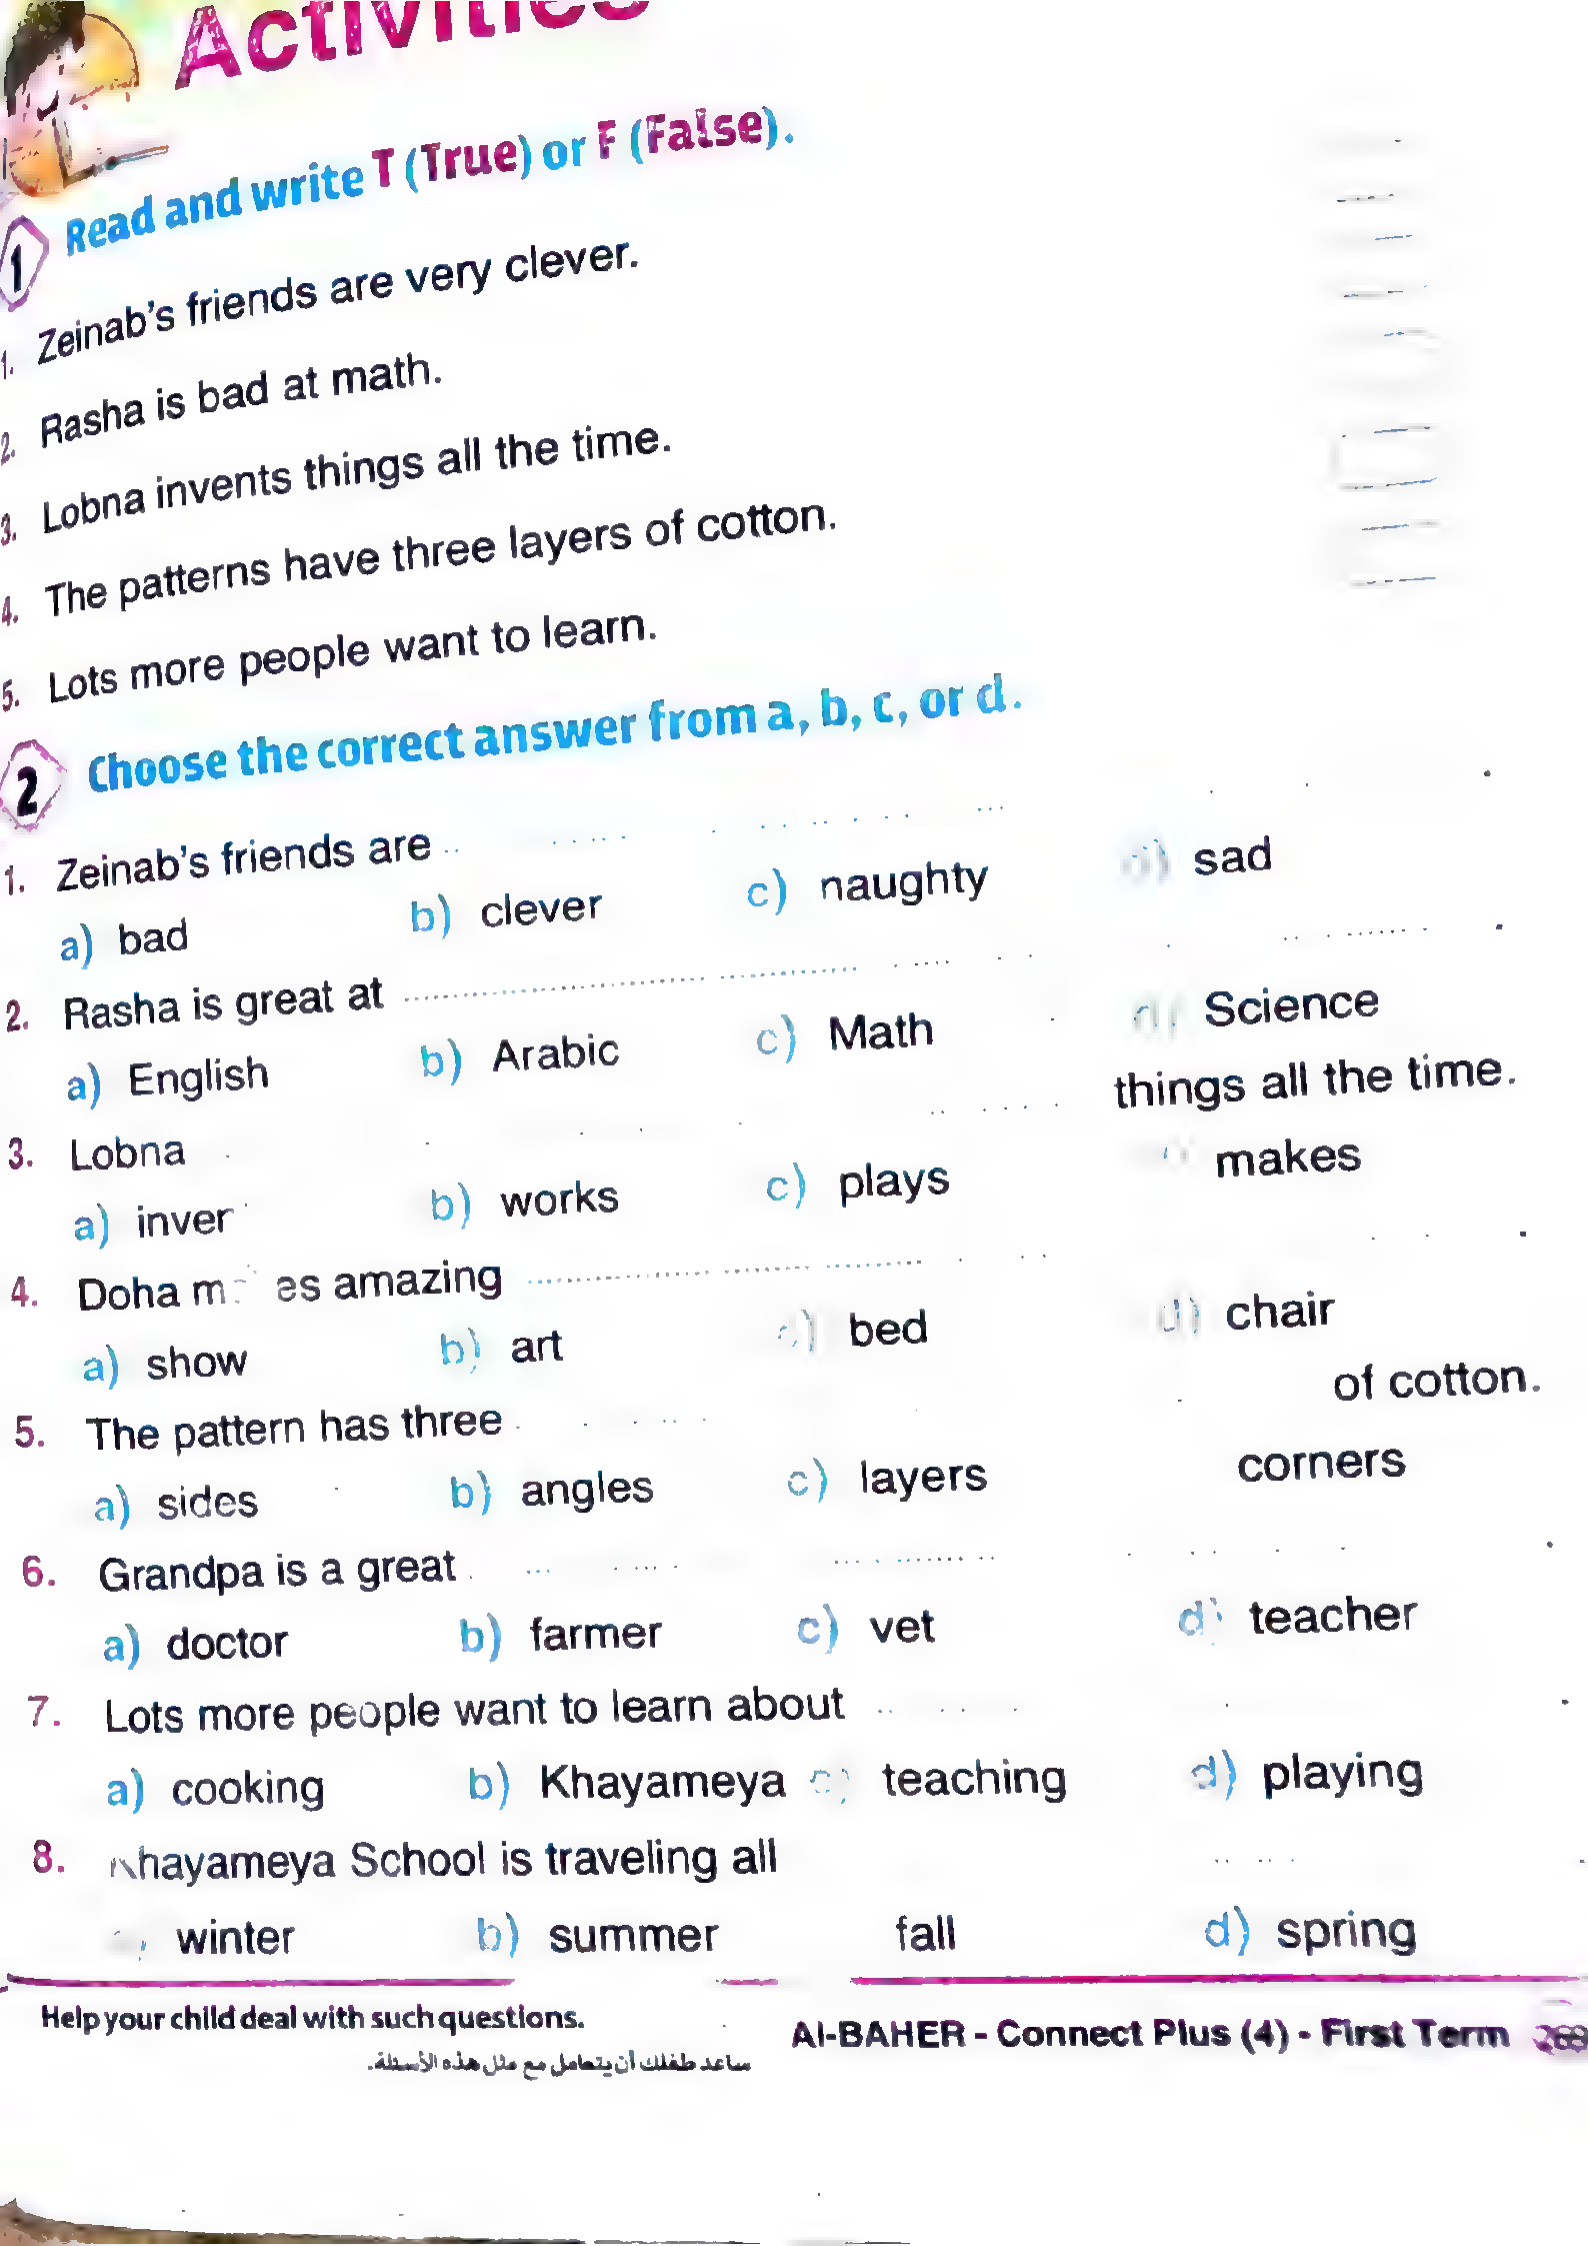 Activities
1 Read and write T (True) or F (False).
1. Zeinab's friends are very clever.
2. Rasha is bad at math.
3. Lobna invents things all the time.
4. The patterns have three layers of cotton.
5. Lots more people want to learn.
2 Choose the correct answer from a, b, c, or d.
1. Zeinab's friends are .
a) bad b) clever c) naughty d) sad
2. Rasha is great at .
a) English b) Arabic c) Math d) Science
3. Lobna things all the time.
a) inver b) works c) plays makes
4. Doha amazing .
a) show b) art c) bed d) chair
5. The pattern has three of cotton.
a) sides b) angles c) layers corners
6. Grandpa is a great .
a) doctor b) farmer c) vet d) teacher
7. Lots more people want to learn about .
a) cooking b) Khayameya c) teaching d) playing
8. Khayameya School is traveling all .
winter b) summer fall d) spring
Help your child deal with such questions.
ساعد طفلك أن يتعامل مع مثل هذه الأسئلة.
Al-BAHER - Connect Plus (4) - First Term